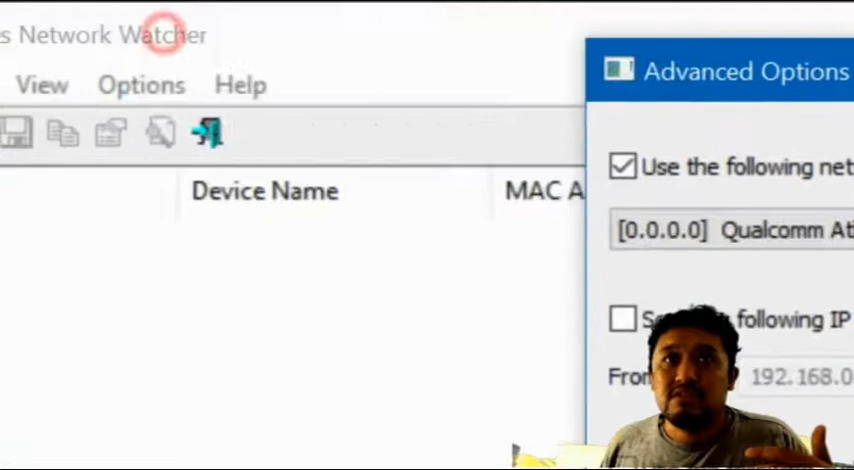 s Network Watcher
View Options Help
Device Name MAC A
Advanced Options
Use the following net
[0.0.0.0] Qualcomm At
following IP
From
192.168.0